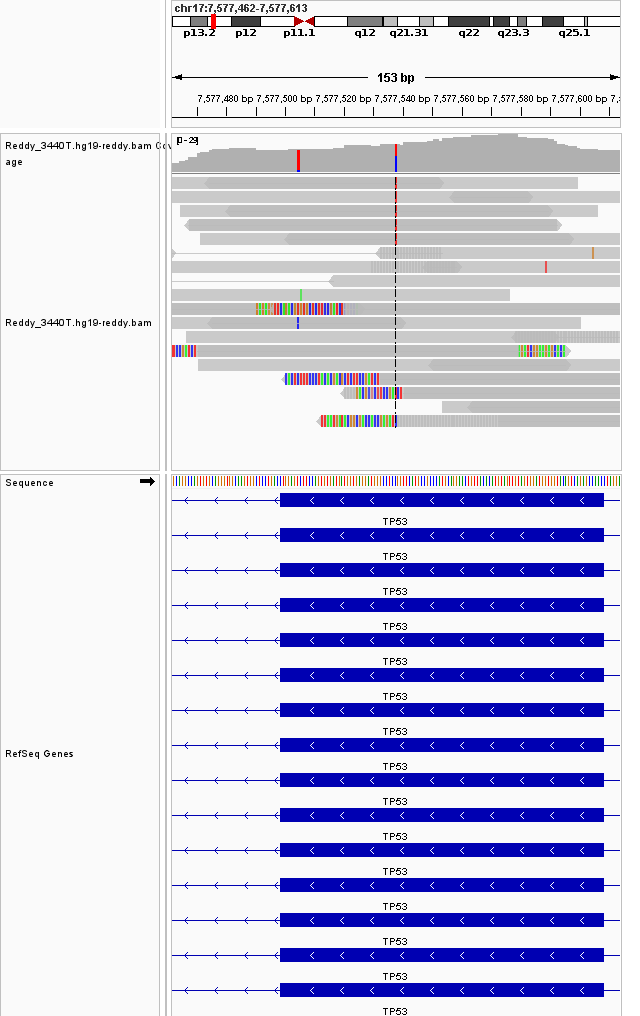 chr17:7,577,462-7,577,613
p13.2 p12 p11.1 q12 q21.31 q22 q23.3 q25.1
153 bp
7,577,480 bp 7,577,500 bp 7,577,520 bp 7,577,540 bp 7,577,560 bp 7,577,580 bp 7,577,600 bp
[0-29]
Reddy_3440T.hg19-reddy.bam Cov
age
Reddy_3440T.hg19-reddy.bam
Sequence
TP53
TP53
TP53
TP53
TP53
TP53
TP53
RefSeq Genes
TP53
TP53
TP53
TP53
TP53
TP53
TP53
TP53